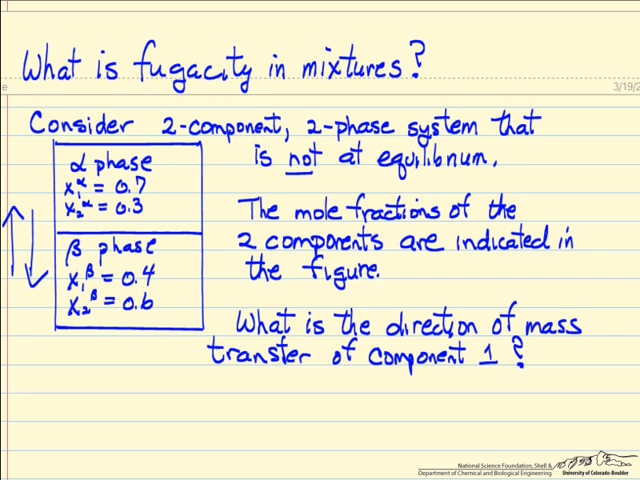 What is fugacity in mixtures?
e
3/19/2
Consider 2-component, 2-phase system that
is not at equilibrium.
α phase
x₁^α = 0.7
x₂^α = 0.3
β phase
x₁^β = 0.4
x₂^β = 0.6
The mole fractions of the
2 components are indicated in
the figure.
What is the direction of mass
transfer of component 1?
National Science Foundation, Shell &
Department of Chemical and Biological Engineering
University of Colorado-Boulder